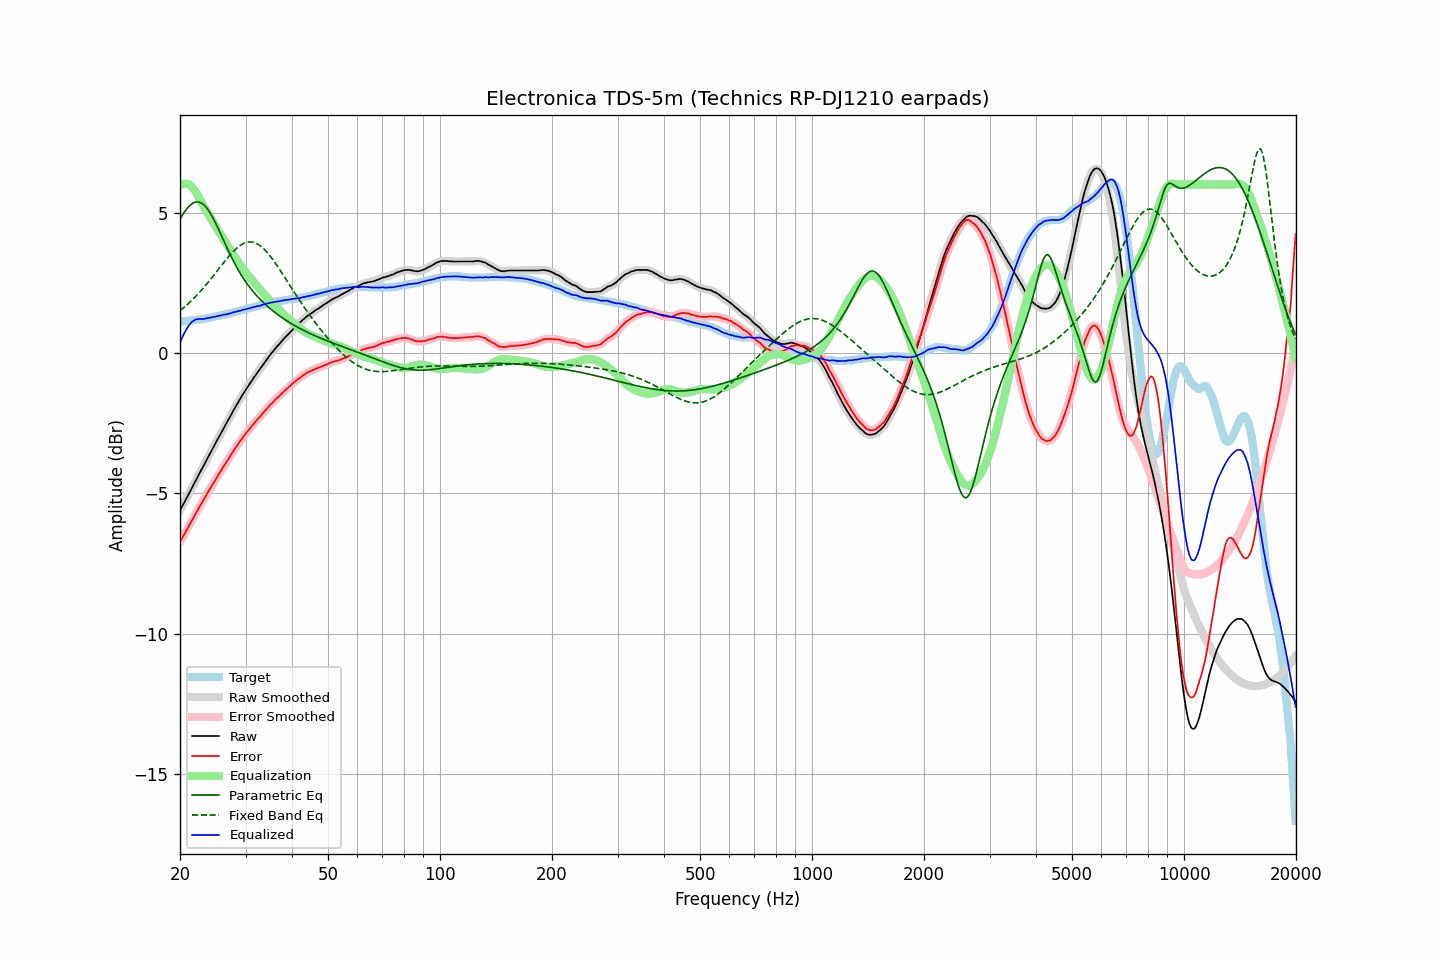 Electronica TDS-5m (Technics RP-DJ1210 earpads)
Amplitude (dBr)
5
0
−5
−10
−15
Target
Raw Smoothed
Error Smoothed
Raw
Error
Equalization
Parametric Eq
Fixed Band Eq
Equalized
20
50
100
200
500
1000
2000
5000
10000
20000
Frequency (Hz)